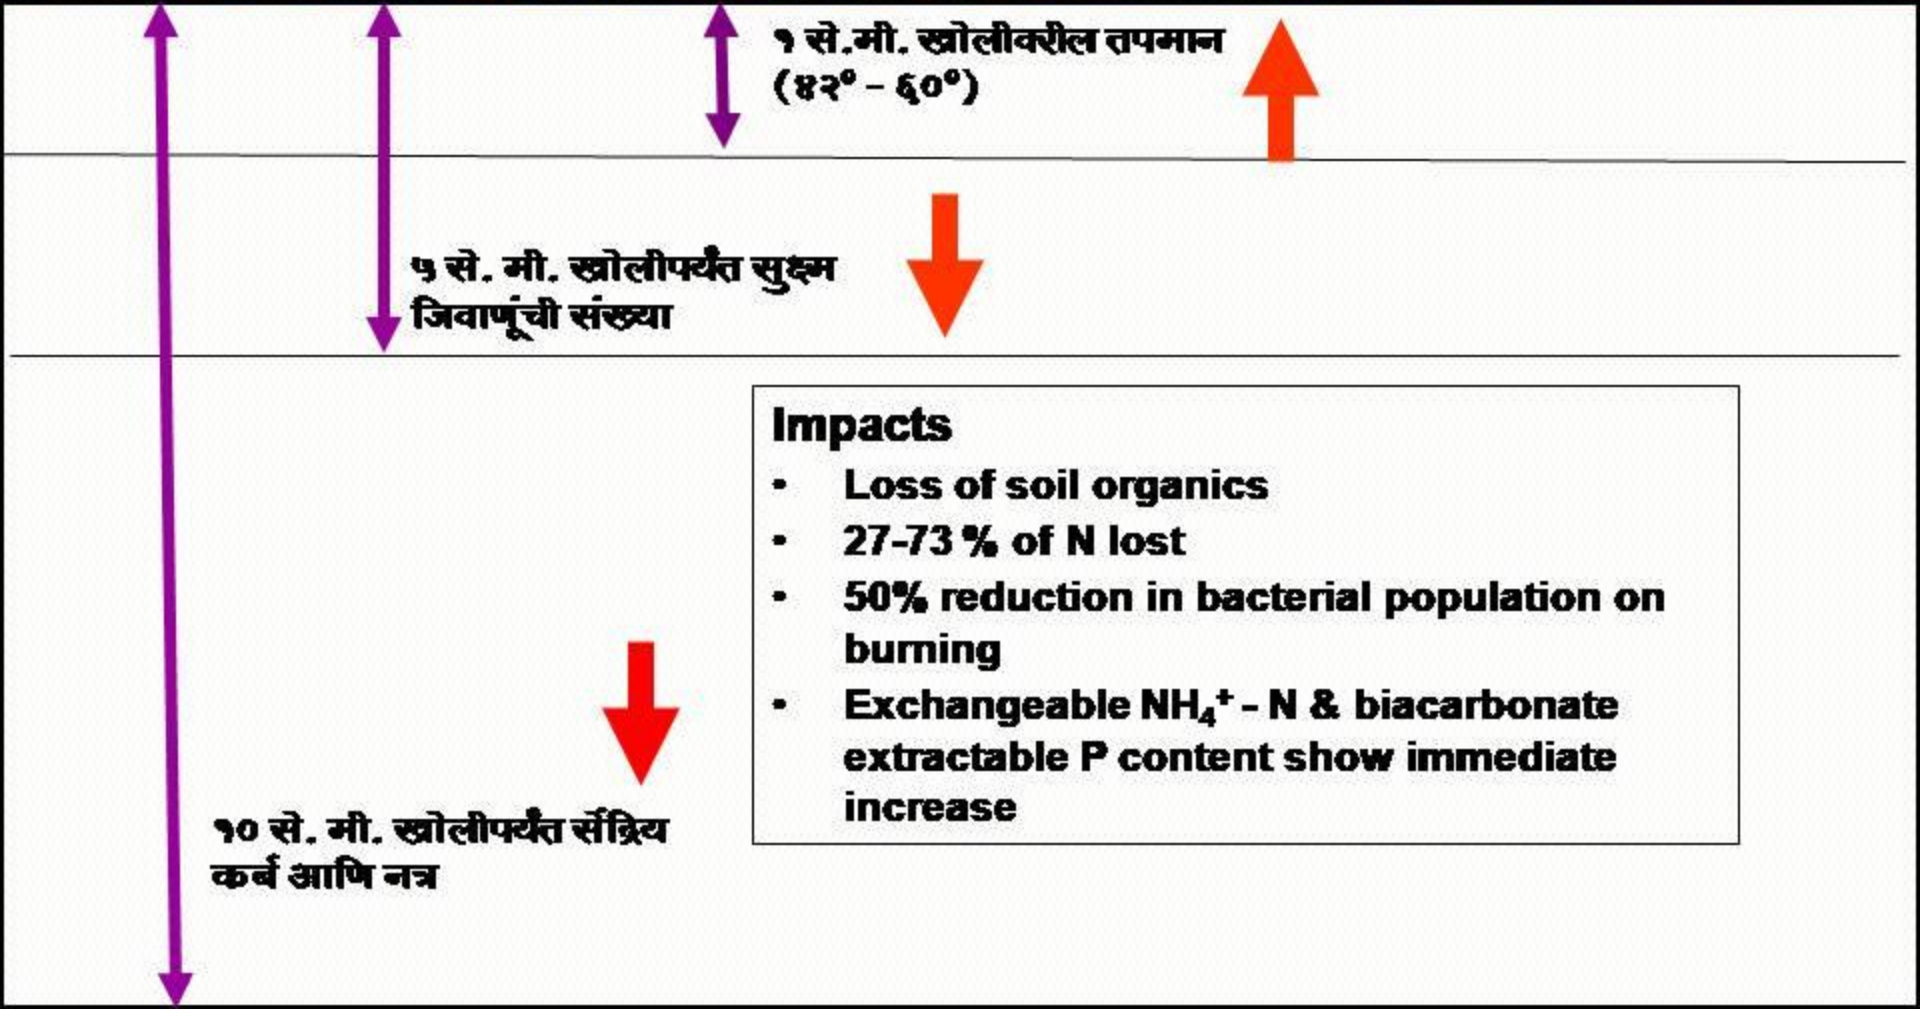 १ से.मी. खोलीवरील तपमान
(४२° – ६०°)
५ से. मी. खोलीपर्यंत सुक्ष्म
जिवाणूंची संख्या
Impacts
• Loss of soil organics
• 27-73 % of N lost
• 50% reduction in bacterial population on
burning
• Exchangeable NH₄⁺ - N & biacarbonate
extractable P content show immediate
increase
१० से. मी. खोलीपर्यंत सेंद्रिय
कर्ब आणि नत्र